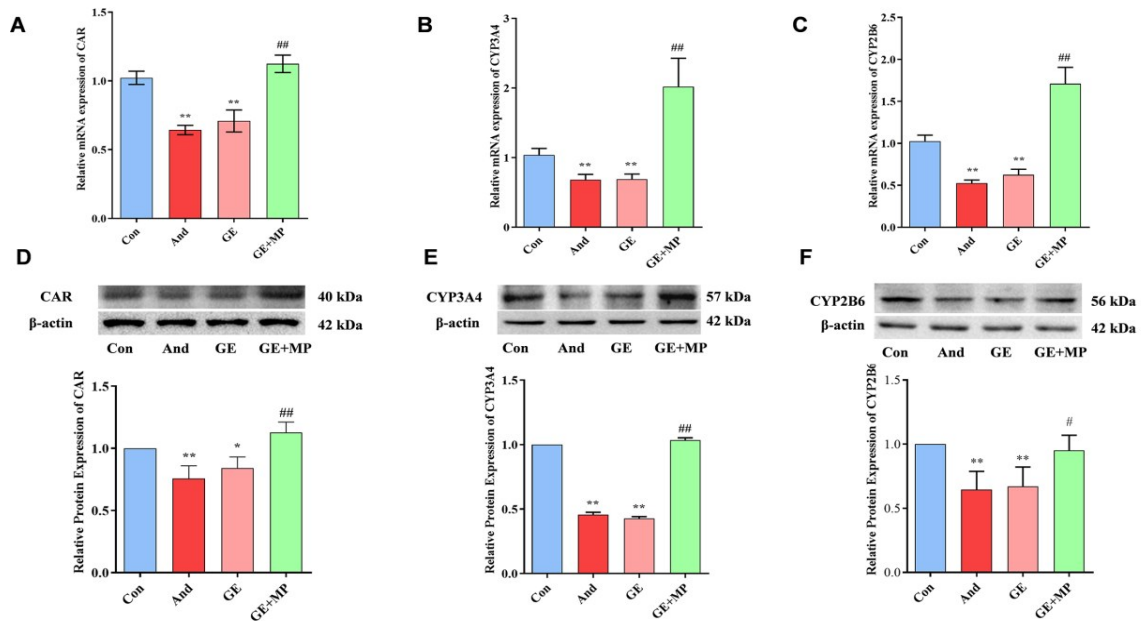 A
Relative mRNA expression of CAR
1.5
1.0
0.5
0.0
**
**
##
Con
And
GE
GE+MP
B
Relative mRNA expression of CYP3A4
3
2
1
0
**
**
##
Con
And
GE
GE+MP
C
Relative mRNA expression of CYP2B6
2.5
2.0
1.5
1.0
0.5
0.0
**
**
##
Con
And
GE
GE+MP
D
CAR
40 kDa
β-actin
42 kDa
Con And GE GE+MP
Relative Protein Expression of CAR
1.5
1.0
0.5
0.0
**
*
##
Con
And
GE
GE+MP
E
CYP3A4
57 kDa
β-actin
42 kDa
Con And GE GE+MP
Relative Protein Expression of CYP3A4
1.5
1.0
0.5
0.0
**
**
##
Con
And
GE
GE+MP
F
CYP2B6
56 kDa
β-actin
42 kDa
Con And GE GE+MP
Relative Protein Expression of CYP2B6
1.5
1.0
0.5
0.0
**
**
#
Con
And
GE
GE+MP